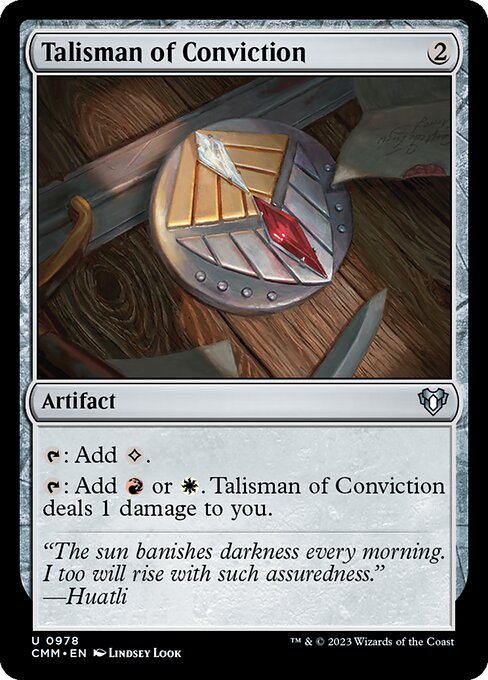 Talisman of Conviction 2
Artifact
: Add .
: Add or . Talisman of Conviction
deals 1 damage to you.
“The sun banishes darkness every morning.
I too will rise with such assuredness.”
—Huatli
U 0978
™ & © 2023 Wizards of the Coast
CMM • EN Lindsey Look